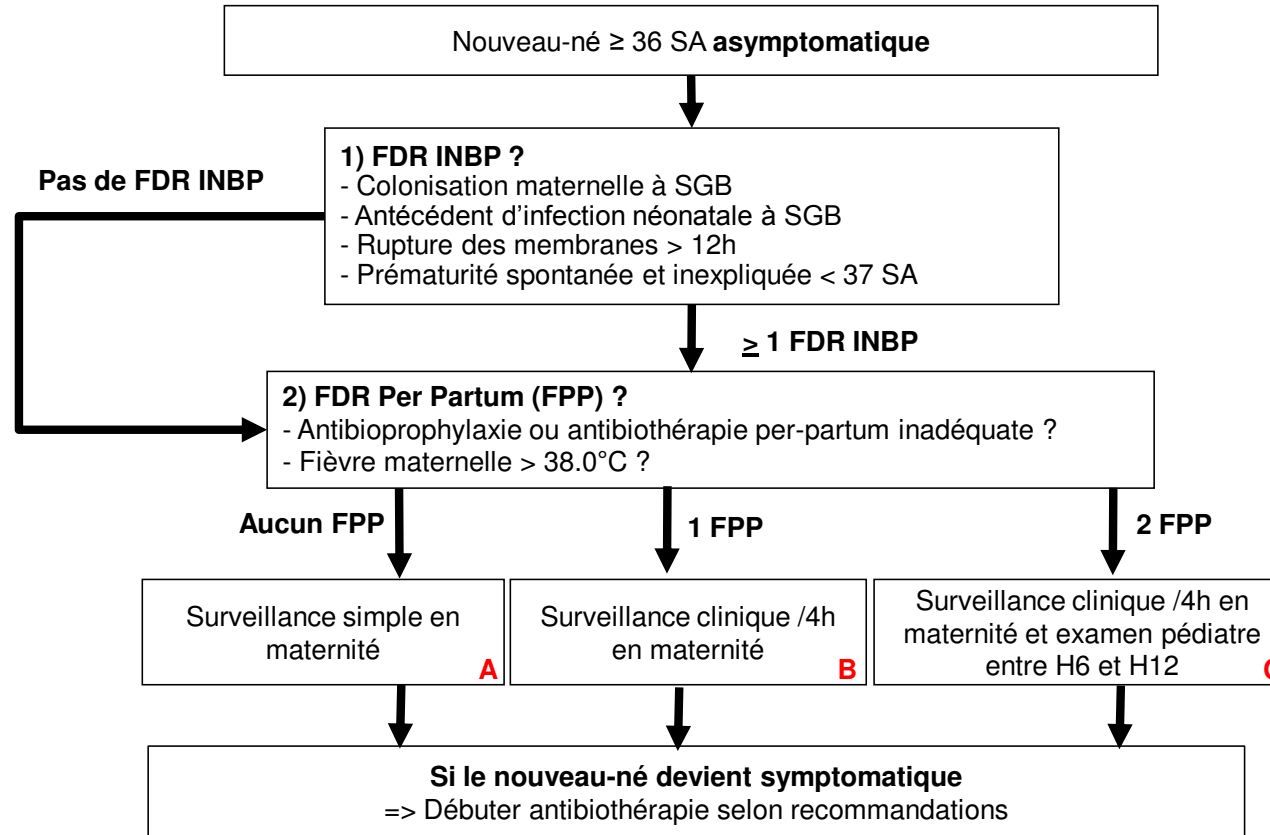 Nouveau-né ≥ 36 SA asymptomatique
Pas de FDR INBP
1) FDR INBP ?
- Colonisation maternelle à SGB
- Antécédent d'infection néonatale à SGB
- Rupture des membranes > 12h
- Prématurité spontanée et inexpliquée < 37 SA
≥ 1 FDR INBP
2) FDR Per Partum (FPP) ?
- Antibioprophylaxie ou antibiothérapie per-partum inadéquate ?
- Fièvre maternelle > 38.0°C ?
Aucun FPP
1 FPP
2 FPP
Surveillance simple en
maternité
A
Surveillance clinique /4h
en maternité
B
Surveillance clinique /4h en
maternité et examen pédiatre
entre H6 et H12
C
Si le nouveau-né devient symptomatique
=> Débuter antibiothérapie selon recommandations